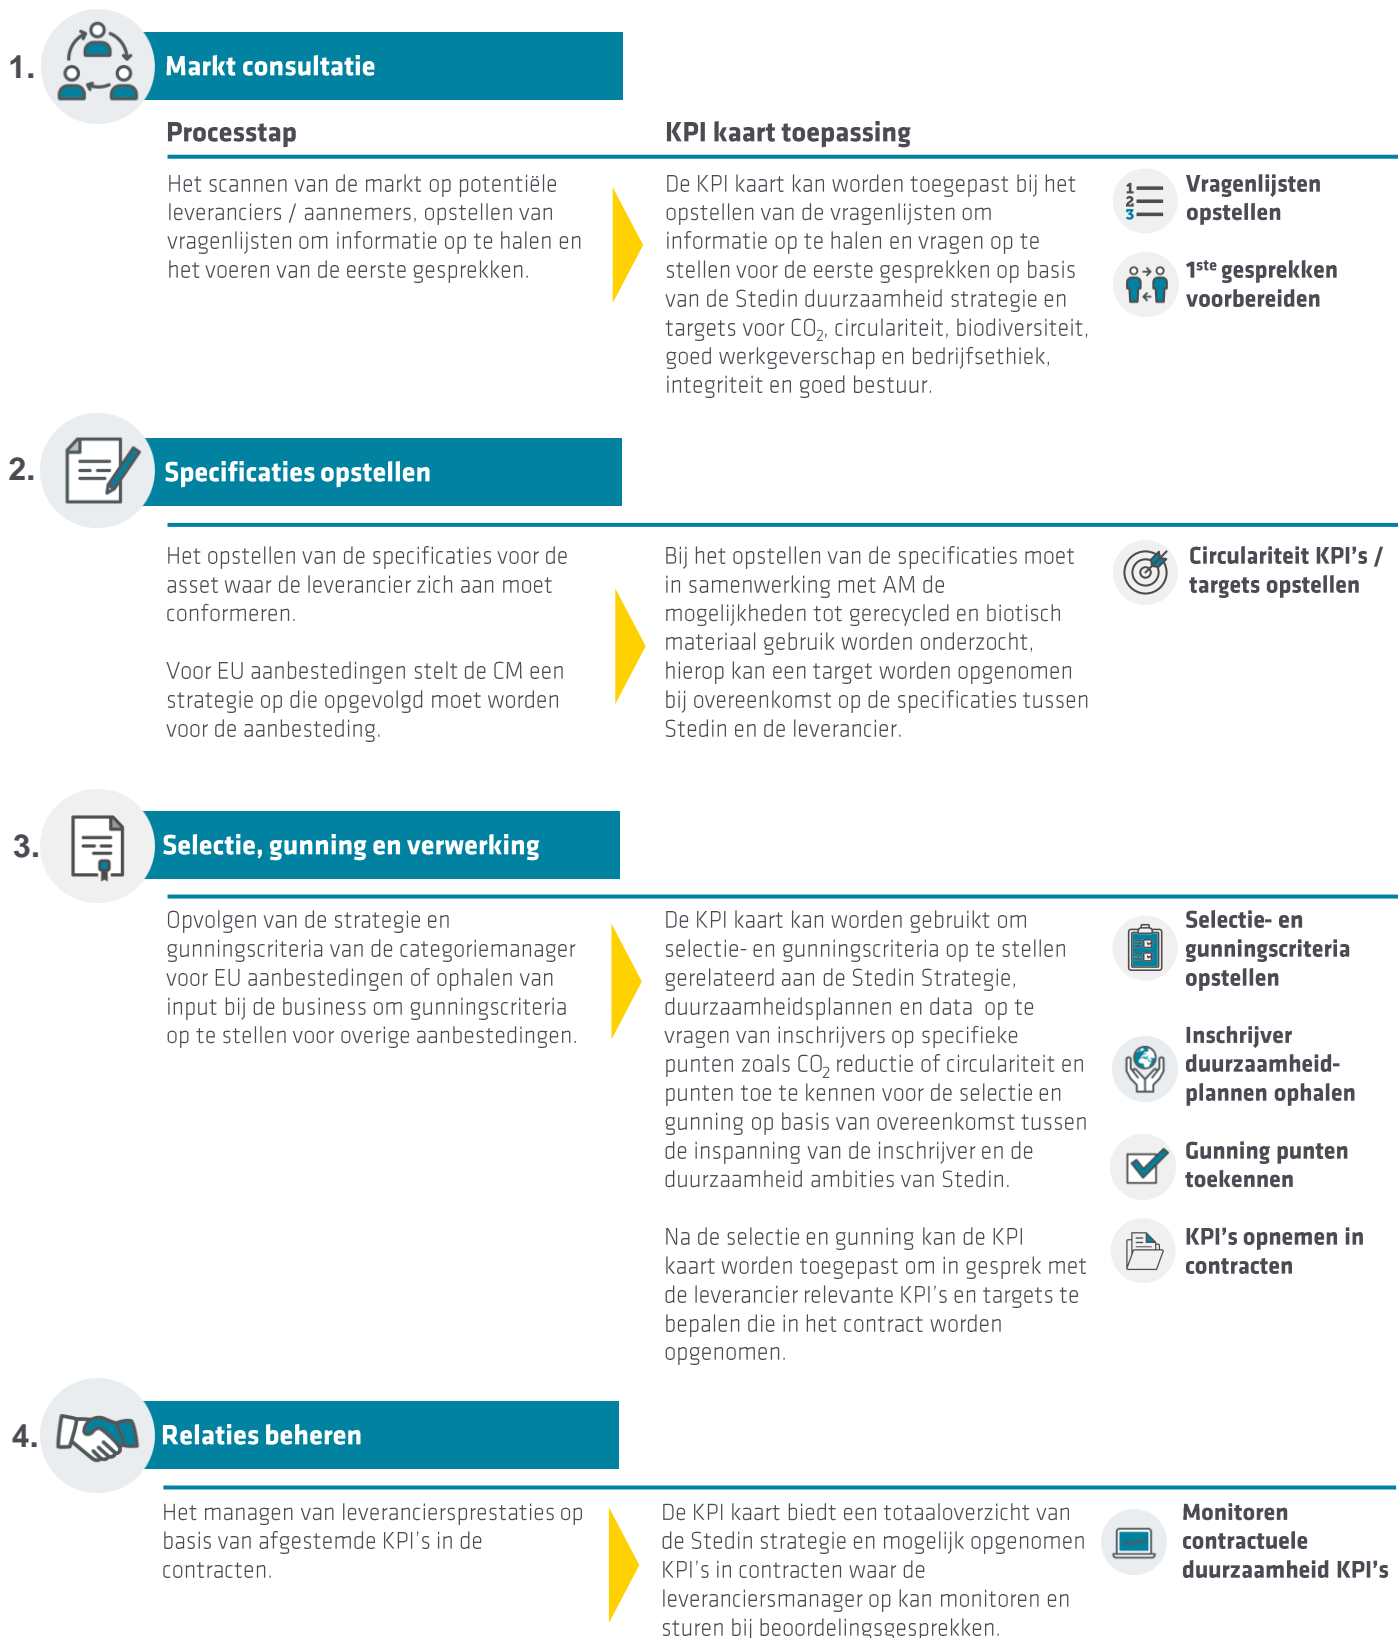 1.
Markt consultatie
Processtap
KPI kaart toepassing
Het scannen van de markt op potentiële
leveranciers / aannemers, opstellen van
vragenlijsten om informatie op te halen en
het voeren van de eerste gesprekken.
De KPI kaart kan worden toegepast bij het
opstellen van de vragenlijsten om
informatie op te halen en vragen op te
stellen voor de eerste gesprekken op basis
van de Stedin duurzaamheid strategie en
targets voor CO₂, circulariteit, biodiversiteit,
goed werkgeverschap en bedrijfsethiek,
integriteit en goed bestuur.
1
2
3
Vragenlijsten
opstellen
1ste gesprekken
voorbereiden
2.
Specificaties opstellen
Het opstellen van de specificaties voor de
asset waar de leverancier zich aan moet
conformeren.
Voor EU aanbestedingen stelt de CM een
strategie op die opgevolgd moet worden
voor de aanbesteding.
Bij het opstellen van de specificaties moet
in samenwerking met AM de
mogelijkheden tot gerecycled en biotisch
materiaal gebruik worden onderzocht,
hierop kan een target worden opgenomen
bij overeenkomst op de specificaties tussen
Stedin en de leverancier.
Circulariteit KPI's /
targets opstellen
3.
Selectie, gunning en verwerking
Opvolgen van de strategie en
gunningscriteria van de categoriemanager
voor EU aanbestedingen of ophalen van
input bij de business om gunningscriteria
op te stellen voor overige aanbestedingen.
De KPI kaart kan worden gebruikt om
selectie- en gunningscriteria op te stellen
gerelateerd aan de Stedin Strategie,
duurzaamheidsplannen en data op te
vragen van inschrijvers op specifieke
punten zoals CO₂ reductie of circulariteit en
punten toe te kennen voor de selectie en
gunning op basis van overeenkomst tussen
de inspanning van de inschrijver en de
duurzaamheid ambities van Stedin.
Na de selectie en gunning kan de KPI
kaart worden toegepast om in gesprek met
de leverancier relevante KPI's en targets te
bepalen die in het contract worden
opgenomen.
Selectie- en
gunningscriteria
opstellen
Inschrijver
duurzaamheid-
plannen ophalen
Gunning punten
toekennen
KPI's opnemen in
contracten
4.
Relaties beheren
Het managen van leveranciersprestaties op
basis van afgestemde KPI's in de
contracten.
De KPI kaart biedt een totaaloverzicht van
de Stedin strategie en mogelijk opgenomen
KPI's in contracten waar de
leveranciersmanager op kan monitoren en
sturen bij beoordelingsgesprekken.
Monitoren
contractuele
duurzaamheid KPI's